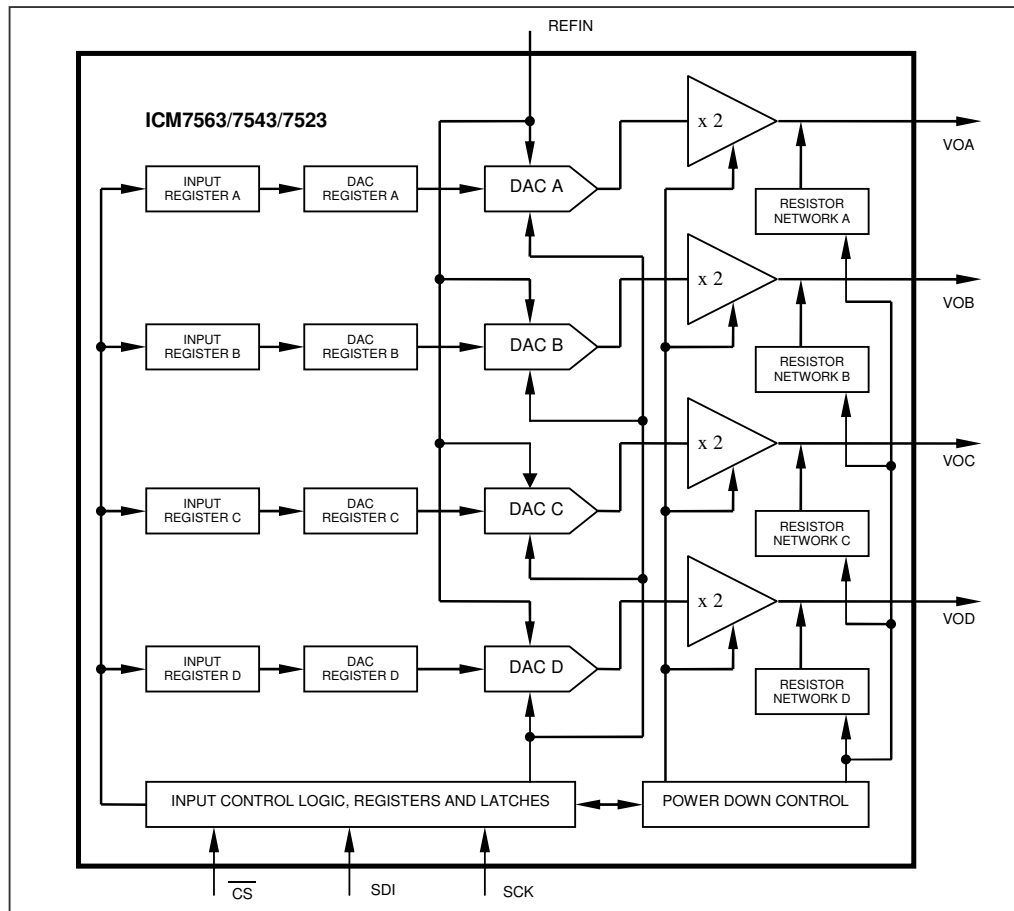 REFIN
ICM7563/7543/7523
x 2
VOA
INPUT
REGISTER A
DAC
REGISTER A
DAC A
RESISTOR
NETWORK A
x 2
VOB
INPUT
REGISTER B
DAC
REGISTER B
DAC B
RESISTOR
NETWORK B
x 2
VOC
INPUT
REGISTER C
DAC
REGISTER C
DAC C
RESISTOR
NETWORK C
x 2
VOD
INPUT
REGISTER D
DAC
REGISTER D
DAC D
RESISTOR
NETWORK D
INPUT CONTROL LOGIC, REGISTERS AND LATCHES
POWER DOWN CONTROL
CS
SDI
SCK